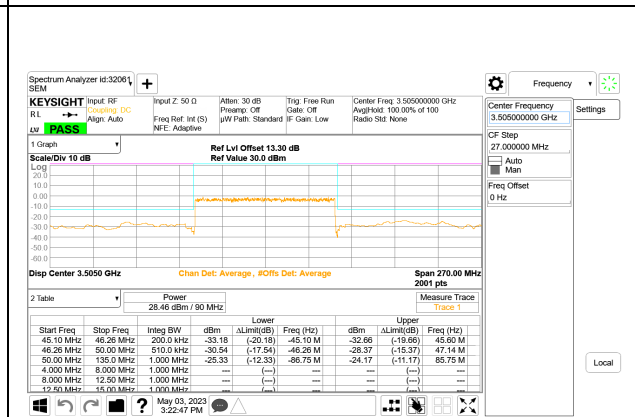 Spectrum Analyzer id:32061
SEM
Frequency
KEYSIGHT
RL
PASS
Input: RF
Coupling: DC
Align: Auto
Input Z: 50 Ω
Freq Ref: Int (S)
NFE: Adaptive
Atten: 30 dB
Preamp: Off
µW Path: Standard
Trig: Free Run
Gate: Off
IF Gain: Low
Center Freq: 3.505000000 GHz
Avg|Hold: 100.00% of 100
Radio Std: None
Center Frequency
3.505000000 GHz
Settings
CF Step
27.000000 MHz
Auto
Man
Freq Offset
0 Hz
Local
1 Graph
Scale/Div 10 dB
Ref Lvl Offset 13.30 dB
Ref Value 30.0 dBm
Log
20.0
10.0
0.00
-10.0
-20.0
-30.0
-40.0
-50.0
-60.0
Disp Center 3.5050 GHz
Chan Det: Average, #Offs Det: Average
Span 270.00 MHz
2001 pts
2 Table
Power
28.46 dBm / 90 MHz
Measure Trace
Trace 1
Lower Upper
Start Freq Stop Freq Integ BW dBm ΔLimit(dB) Freq (Hz) dBm ΔLimit(dB) Freq (Hz)
45.10 MHz 46.26 MHz 200.0 kHz -33.18 (-20.18) -45.10 M -32.66 (-19.66) 45.60 M
46.26 MHz 50.00 MHz 510.0 kHz -30.54 (-17.54) -46.26 M -28.37 (-15.37) 47.14 M
50.00 MHz 135.0 MHz 1.000 MHz -25.33 (-12.33) -86.75 M -24.17 (-11.17) 85.75 M
4.000 MHz 8.000 MHz 1.000 MHz --- (---) --- (---)
8.000 MHz 12.50 MHz 1.000 MHz --- (---) --- (---)
12.50 MHz 15.00 MHz 1.000 MHz --- (---) --- (---)
May 03, 2023
3:22:47 PM